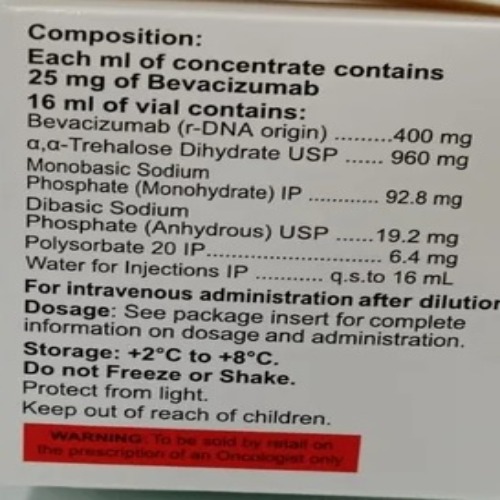 Composition:
Each ml of concentrate contains
25 mg of Bevacizumab
16 ml of vial contains:
Bevacizumab (r-DNA origin) .........400 mg
α,α-Trehalose Dihydrate USP ...... 960 mg
Monobasic Sodium
Phosphate (Monohydrate) IP ............ 92.8 mg
Dibasic Sodium
Phosphate (Anhydrous) USP ......19.2 mg
Polysorbate 20 IP.............................. 6.4 mg
Water for Injections IP ........... q.s.to 16 mL
For intravenous administration after dilution
Dosage: See package insert for complete
information on dosage and administration.
Storage: +2°C to +8°C.
Do not Freeze or Shake.
Protect from light.
Keep out of reach of children.
WARNING: To be sold by retail on
the prescription of an Oncologist only